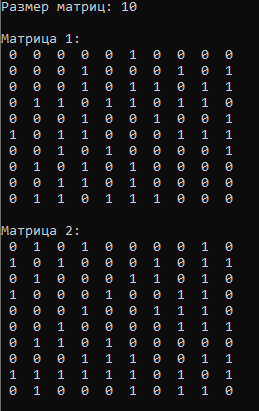 Размер матриц: 10
Матрица 1:
0 0 0 0 0 1 0 0 0 0
0 0 0 1 0 0 0 1 0 1
0 0 0 1 0 1 1 0 1 1
0 1 1 0 1 1 0 1 1 0
0 0 0 1 0 0 1 0 0 1
1 0 1 1 0 0 0 1 1 1
0 0 1 0 1 0 0 0 0 1
0 1 0 1 0 1 0 0 0 0
0 0 1 1 0 1 0 0 0 0
0 1 1 0 1 1 1 0 0 0
Матрица 2:
0 1 0 1 0 0 0 0 1 0
1 0 1 0 0 0 1 0 1 1
0 1 0 0 0 1 1 0 1 0
1 0 0 0 1 0 0 1 1 0
0 0 0 1 0 0 1 1 1 0
0 0 1 0 0 0 0 1 1 1
0 1 1 0 1 0 0 0 0 0
0 0 0 1 1 1 0 0 1 1
1 1 1 1 1 1 0 1 0 1
0 1 0 0 0 1 0 1 1 0